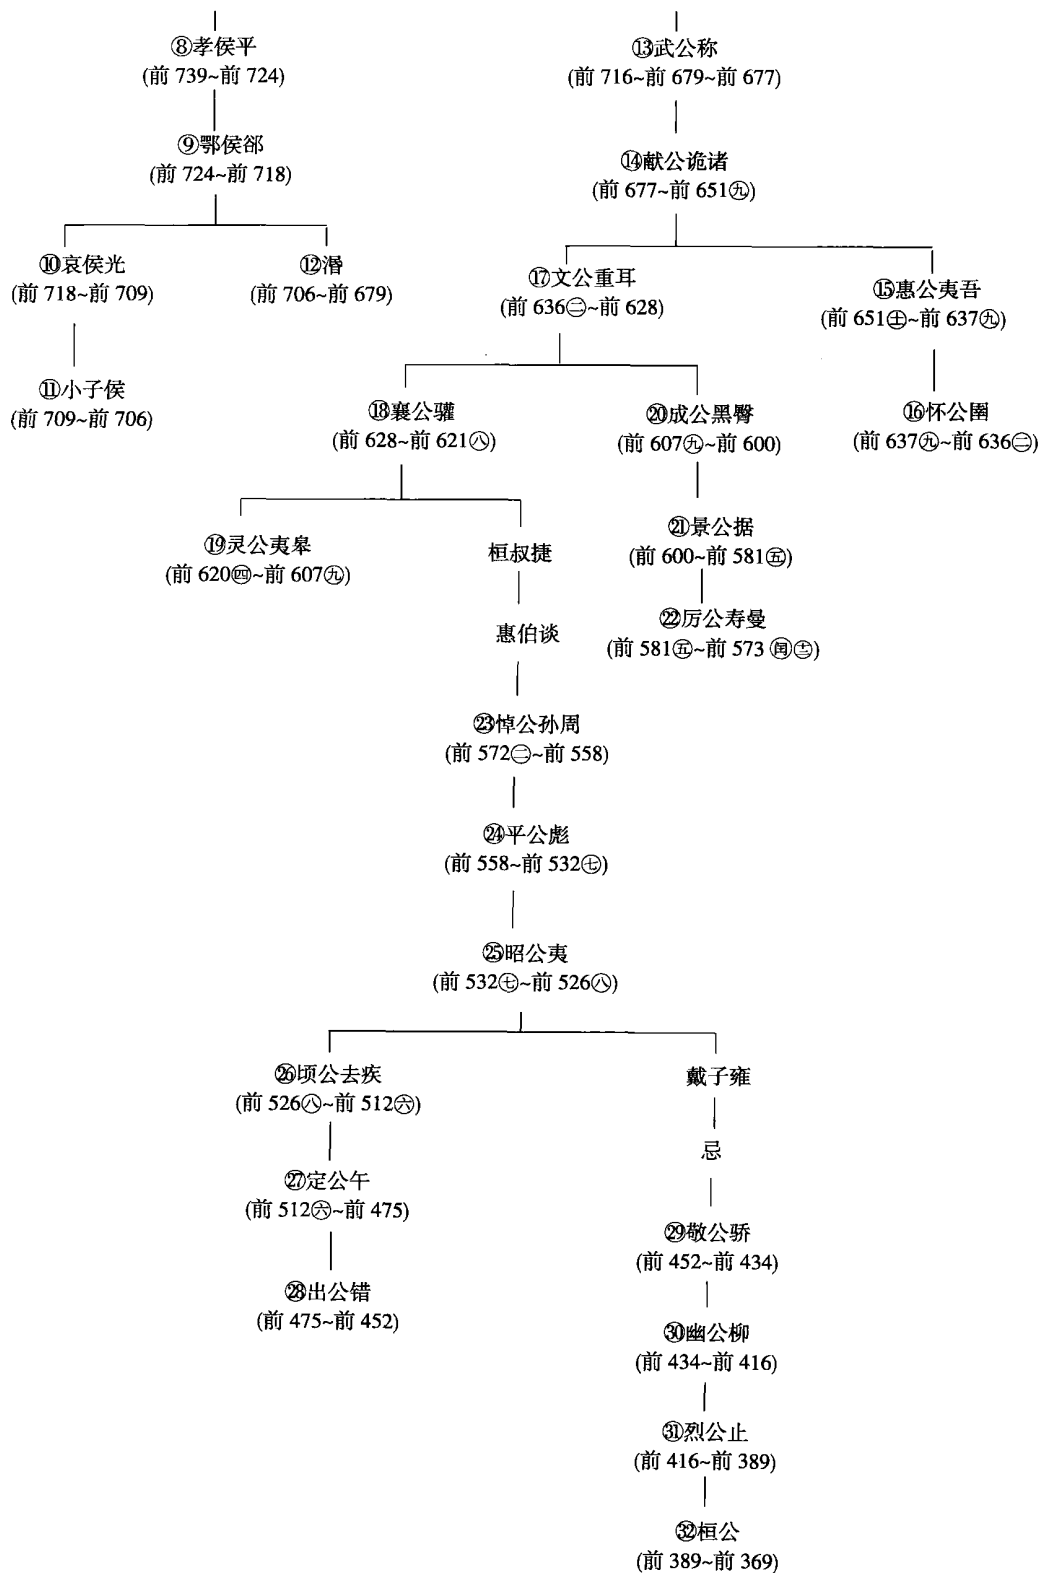 ⑧孝侯平
(前 739~前 724)
⑨鄂侯郤
(前 724~前 718)
⑩哀侯光
(前 718~前 709)
⑫湣
(前 706~前 679)
⑪小子侯
(前 709~前 706)
⑬武公称
(前 716~前 679~前 677)
⑭献公诡诸
(前 677~前 651㊈)
⑰文公重耳
(前 636㊁~前 628)
⑮惠公夷吾
(前 651十一~前 637㊈)
⑯怀公圉
(前 637㊈~前 636㊁)
⑱襄公驩
(前 628~前 621㊇)
⑳成公黑臀
(前 607㊈~前 600)
⑲灵公夷皋
(前 620㊃~前 607㊈)
桓叔捷
㉑景公据
(前 600~前 581㊄)
惠伯谈
㉒厉公寿曼
(前 581㊄~前 573 闰十二)
㉓悼公孙周
(前 572㊁~前 558)
㉔平公彪
(前 558~前 532㊆)
㉕昭公夷
(前 532㊆~前 526㊇)
㉖顷公去疾
(前 526㊇~前 512㊅)
戴子雍
忌
㉗定公午
(前 512㊅~前 475)
㉙敬公骄
(前 452~前 434)
㉘出公错
(前 475~前 452)
㉚幽公柳
(前 434~前 416)
㉛烈公止
(前 416~前 389)
㉜桓公
(前 389~前 369)